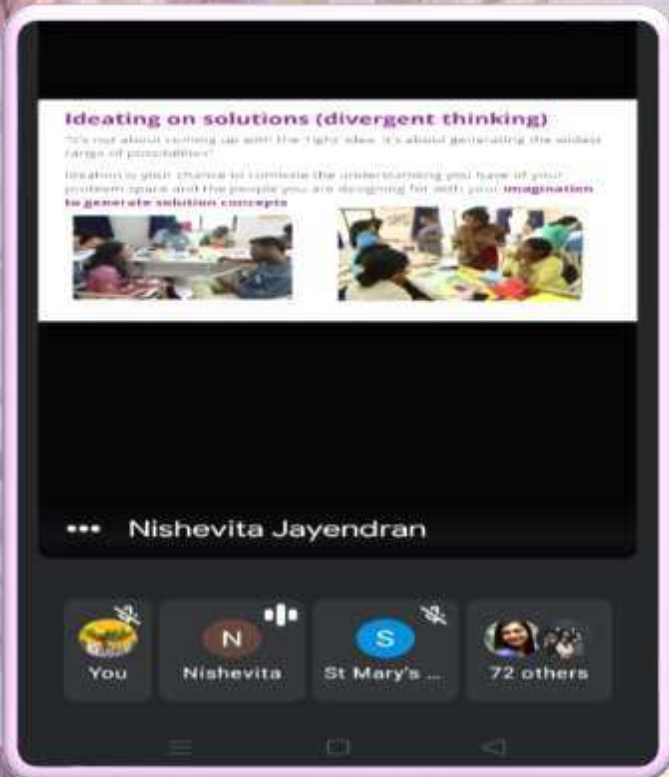 Ideating on solutions (divergent thinking)
"It's not about coming up with the 'right' idea, it's about generating the widest
range of possibilities"
Ideation is your chance to combine the understanding you have of your
problem space and the people you are designing for with your imagination
to generate solution concepts
••• Nishevita Jayendran
N
S
You
Nishevita
St Mary's ...
72 others